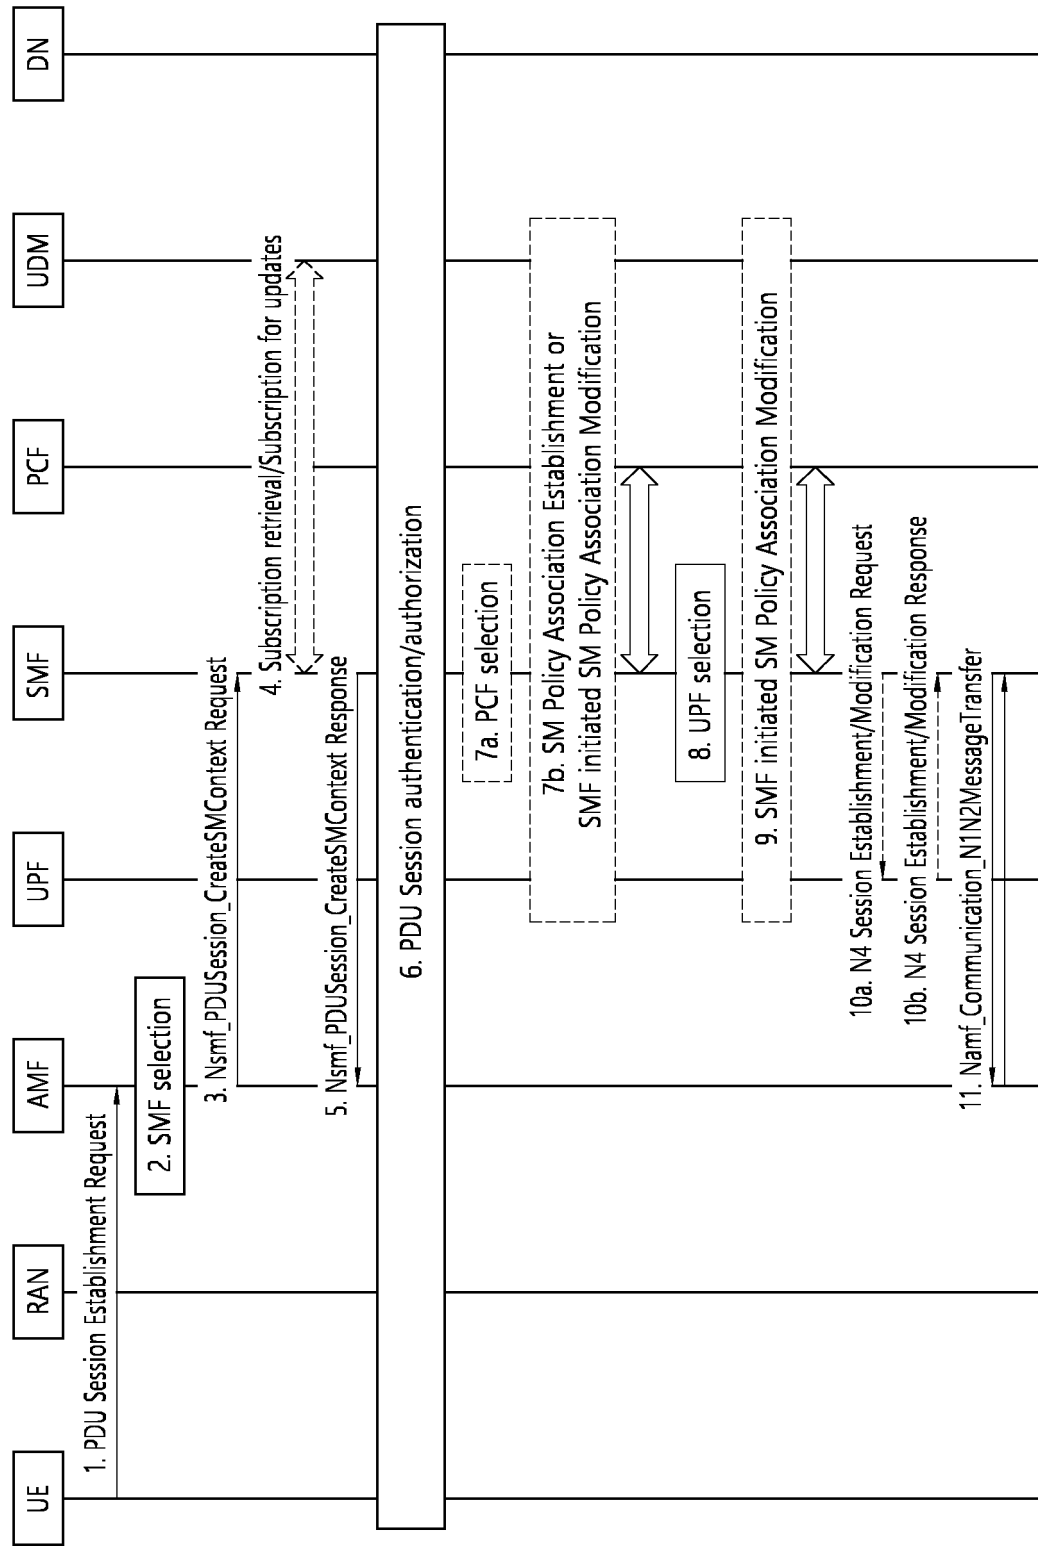 UE
RAN
AMF
UPF
SMF
PCF
UDM
DN
1. PDU Session Establishment Request
2. SMF selection
3. Nsmf_PDUSession_CreateSMContext Request
4. Subscription retrieval/Subscription for updates
5. Nsmf_PDUSession_CreateSMContext Response
6. PDU Session authentication/authorization
7a. PCF selection
7b. SM Policy Association Establishment or
SMF initiated SM Policy Association Modification
8. UPF selection
9. SMF initiated SM Policy Association Modification
10a. N4 Session Establishment/Modification Request
10b. N4 Session Establishment/Modification Response
11. Namf_Communication_N1N2MessageTransfer